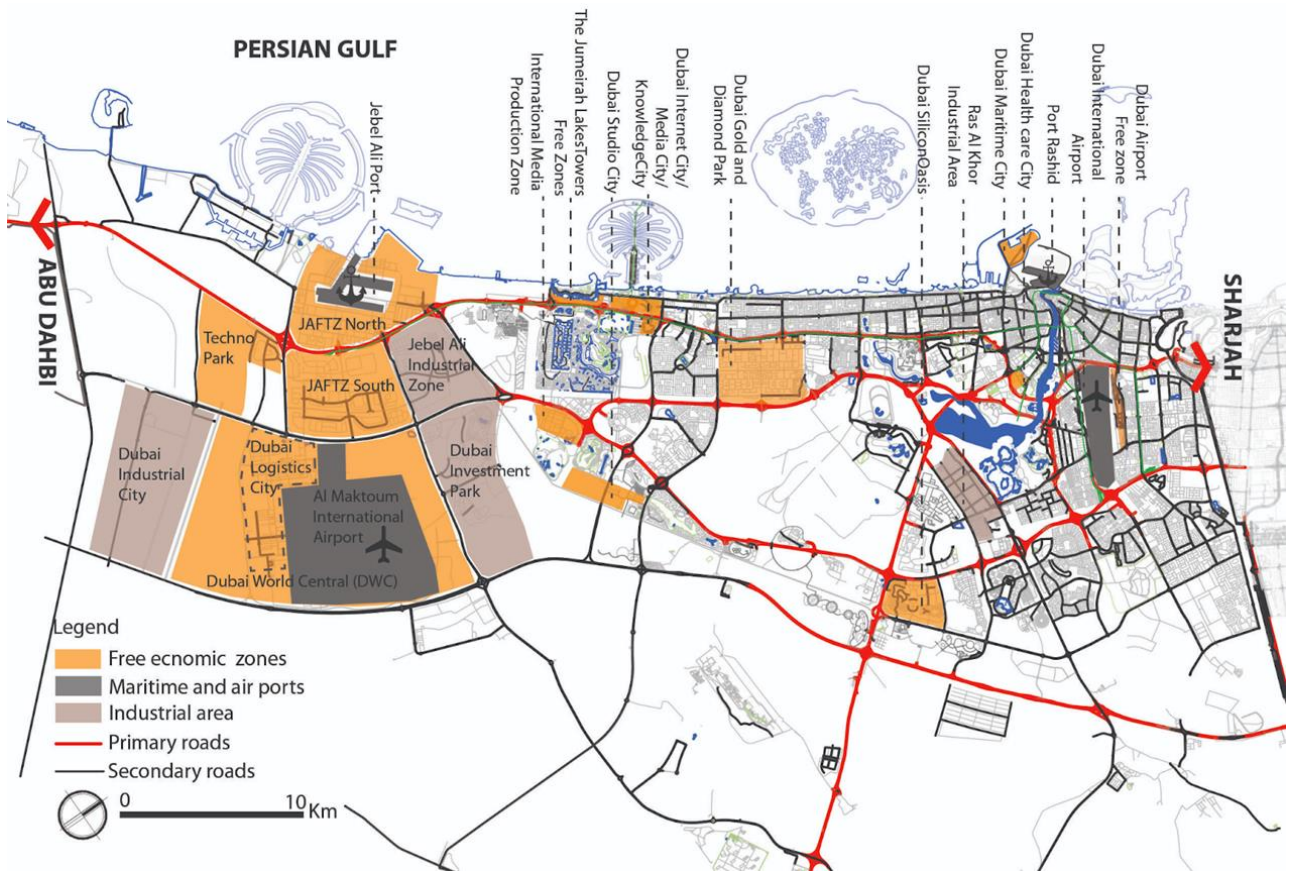 PERSIAN GULF
Jebel Ali Port
International Media
Production Zone
The Jumeirah LakesTowers
Free Zones
Dubai Studio City
Dubai Internet City/
Media City/
KnowledgeCity
Dubai Gold and
Diamond Park
Dubai SiliconOasis
Ras Al Khor
Industrial Area
Dubai Maritime City
Dubai Health care City
Port Rashid
Dubai International
Airport
Dubai Airport
Free zone
ABU DAHBI
SHARJAH
Techno
Park
JAFTZ North
JAFTZ South
Jebel Ali
Industrial
Zone
Dubai
Industrial
City
Dubai
Logistics
City
Al Maktoum
International
Airport
Dubai
Investment
Park
Dubai World Central (DWC)
Legend
Free ecnomic zones
Maritime and air ports
Industrial area
Primary roads
Secondary roads
0 10 Km